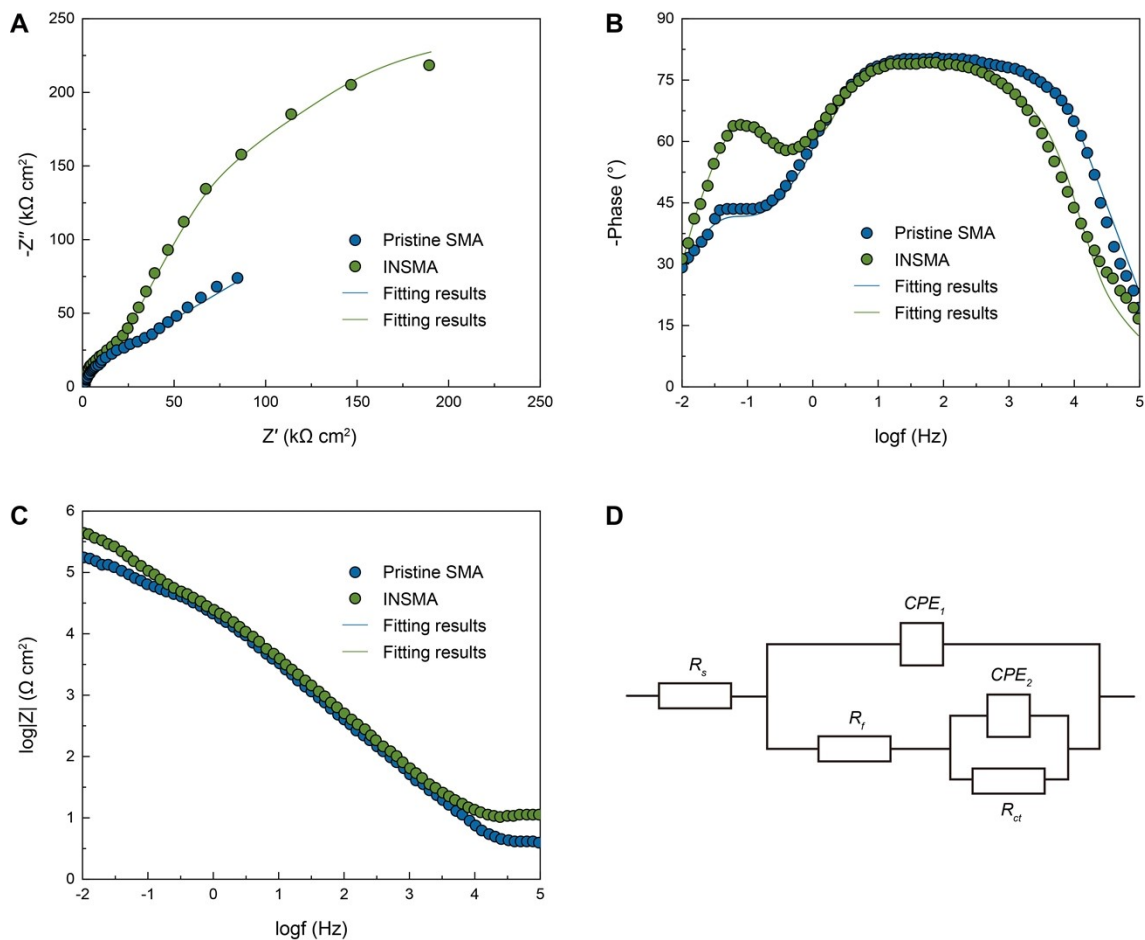 A
250
200
150
100
50
0
-Z″ (kΩ cm²)
Pristine SMA
INSMA
Fitting results
Fitting results
0 50 100 150 200 250
Z′ (kΩ cm²)
B
90
75
60
45
30
15
0
-Phase (°)
Pristine SMA
INSMA
Fitting results
Fitting results
-2 -1 0 1 2 3 4 5
logf (Hz)
C
6
5
4
3
2
1
0
log|Z| (Ω cm²)
Pristine SMA
INSMA
Fitting results
Fitting results
-2 -1 0 1 2 3 4 5
logf (Hz)
D
CPE₁
Rₛ
CPE₂
R_f
R_ct